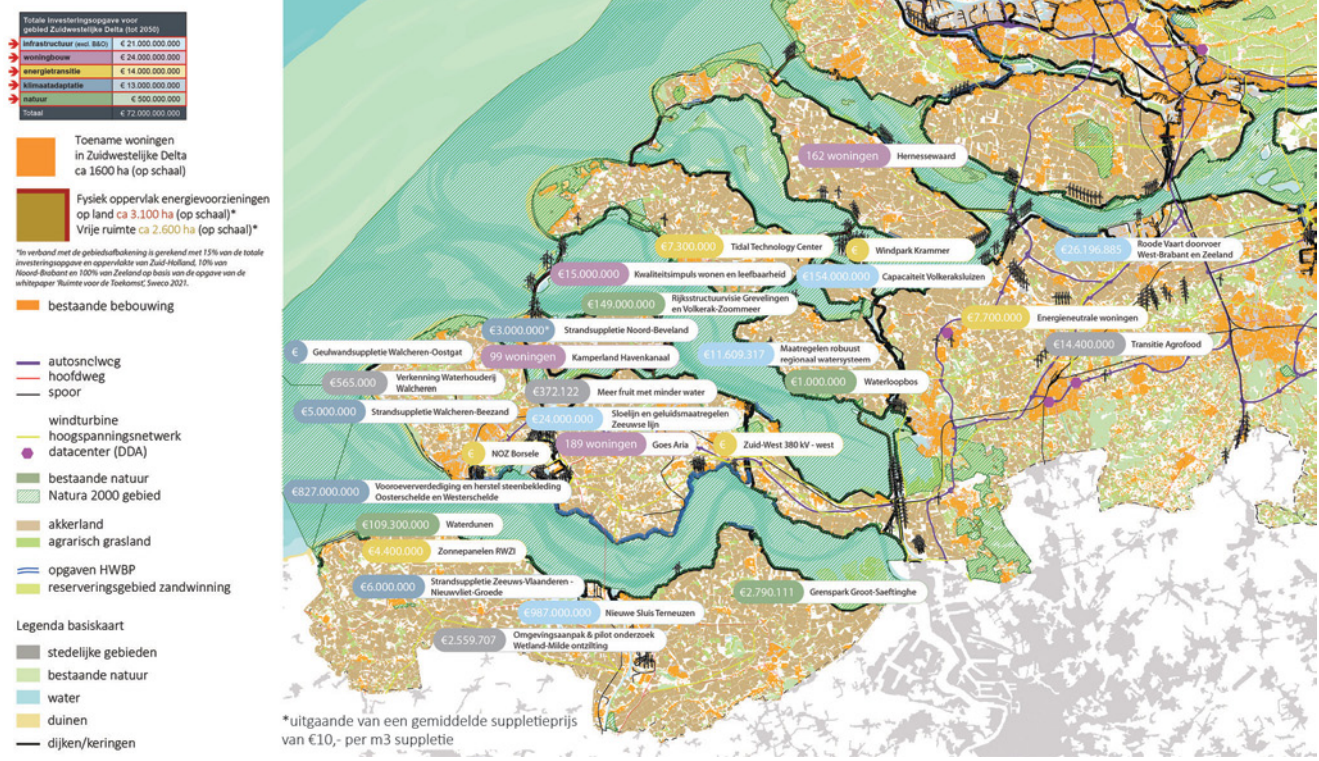 Totale investeringsopgave voor
gebied Zuidwestelijke Delta (tot 2050)
infrastructuur (excl. B&O) € 21.000.000.000
woningbouw € 24.000.000.000
energietransitie € 14.000.000.000
klimaatadaptatie € 13.000.000.000
natuur € 500.000.000
Totaal € 72.000.000.000
Toename woningen
in Zuidwestelijke Delta
ca 1600 ha (op schaal)
Fysiek oppervlak energievoorzieningen
op land ca 3.100 ha (op schaal)*
Vrije ruimte ca 2.600 ha (op schaal)*
*In verband met de gebiedsafbakening is gerekend met 15% van de totale
investeringsopgave en oppervlakte van Zuid-Holland, 10% van
Noord-Brabant en 100% van Zeeland op basis van de opgave van de
whitepaper 'Ruimte voor de Toekomst', Sweco 2021.
bestaande bebouwing
autosnelweg
hoofdweg
spoor
windturbine
hoogspanningsnetwerk
datacenter (DDA)
bestaande natuur
Natura 2000 gebied
akkerland
agrarisch grasland
opgaven HWBP
reserveringsgebied zandwinning
Legenda basiskaart
stedelijke gebieden
bestaande natuur
water
duinen
dijken/keringen
162 woningen Hernessewaard
€7.300.000 Tidal Technology Center
€ Windpark Krammer
€26.196.885 Roode Vaart doorvoer
West-Brabant en Zeeland
€15.000.000 Kwaliteitsimpuls wonen en leefbaarheid
€154.000.000 Capaciteit Volkeraksluizen
€149.000.000 Rijksstructuurvisie Grevelingen
en Volkerak-Zoommeer
€7.700.000 Energieneutrale woningen
€3.000.000* Strandsuppletie Noord-Beveland
€14.400.000 Transitie Agrofood
€ Geulwandsuppletie Walcheren-Oostgat
99 woningen Kamperland Havenkanaal
€11.609.317 Maatregelen robuust
regionaal watersysteem
€565.000 Verkenning Waterhouderij
Walcheren
€372.122 Meer fruit met minder water
€1.000.000 Waterloopbos
€5.000.000 Strandsuppletie Walcheren-Beezand
€24.000.000 Sloelijn en geluidsmaatregelen
Zeeuwse lijn
189 woningen Goes Aria
€ Zuid-West 380 kV - west
€ NOZ Borsele
€827.000.000 Vooroeververdediging en herstel steenbekleding
Oosterschelde en Westerschelde
€109.300.000 Waterdunen
€4.400.000 Zonnepanelen RWZI
€6.000.000 Strandsuppletie Zeeuws-Vlaanderen -
Nieuwvliet-Groede
€2.790.111 Grenspark Groot-Saeftinghe
€987.000.000 Nieuwe Sluis Terneuzen
€2.559.707 Omgevingsaanpak & pilot onderzoek
Wetland-Milde ontzilting
*uitgaande van een gemiddelde suppletieprijs
van €10,- per m3 suppletie